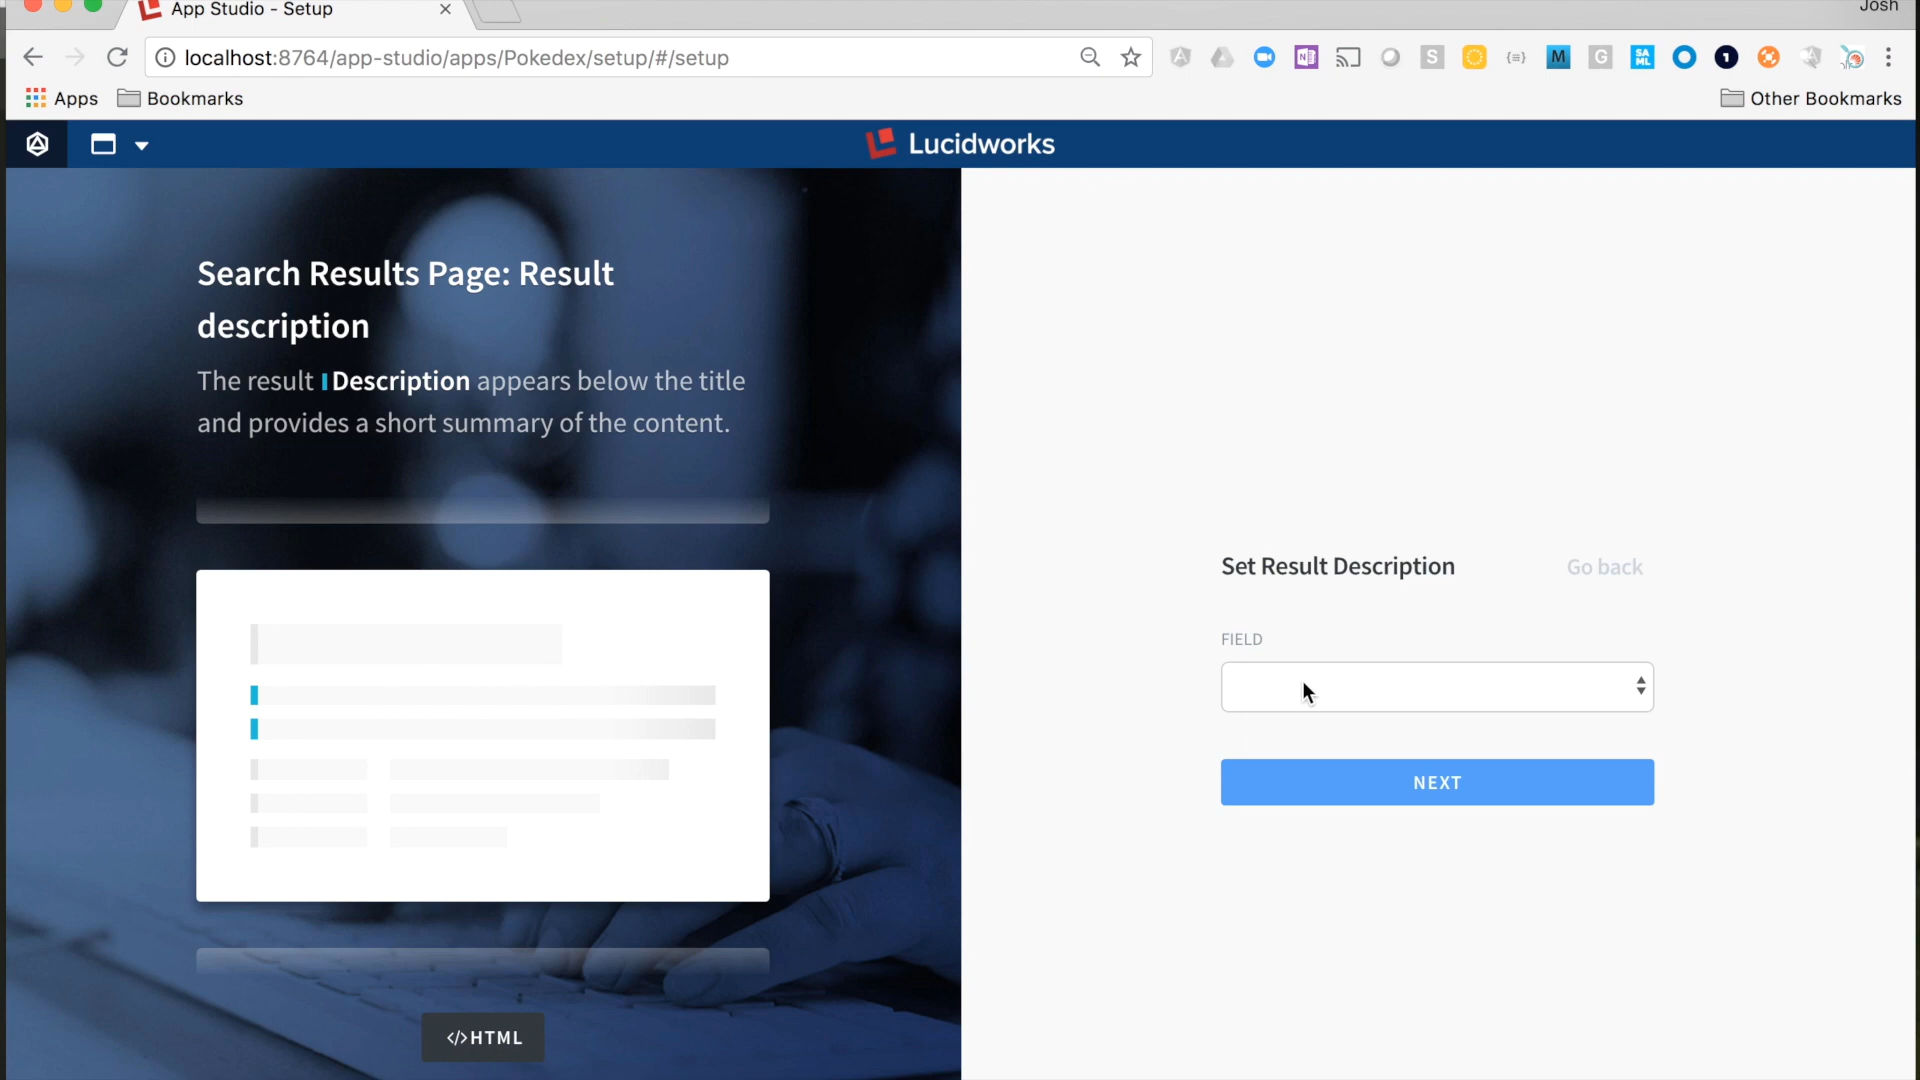 Josh
App Studio - Setup
localhost:8764/app-studio/apps/Pokedex/setup/#/setup
Apps Bookmarks Other Bookmarks
Lucidworks
Search Results Page: Result
description
The result Description appears below the title
and provides a short summary of the content.
Set Result Description Go back
FIELD
NEXT
</>HTML